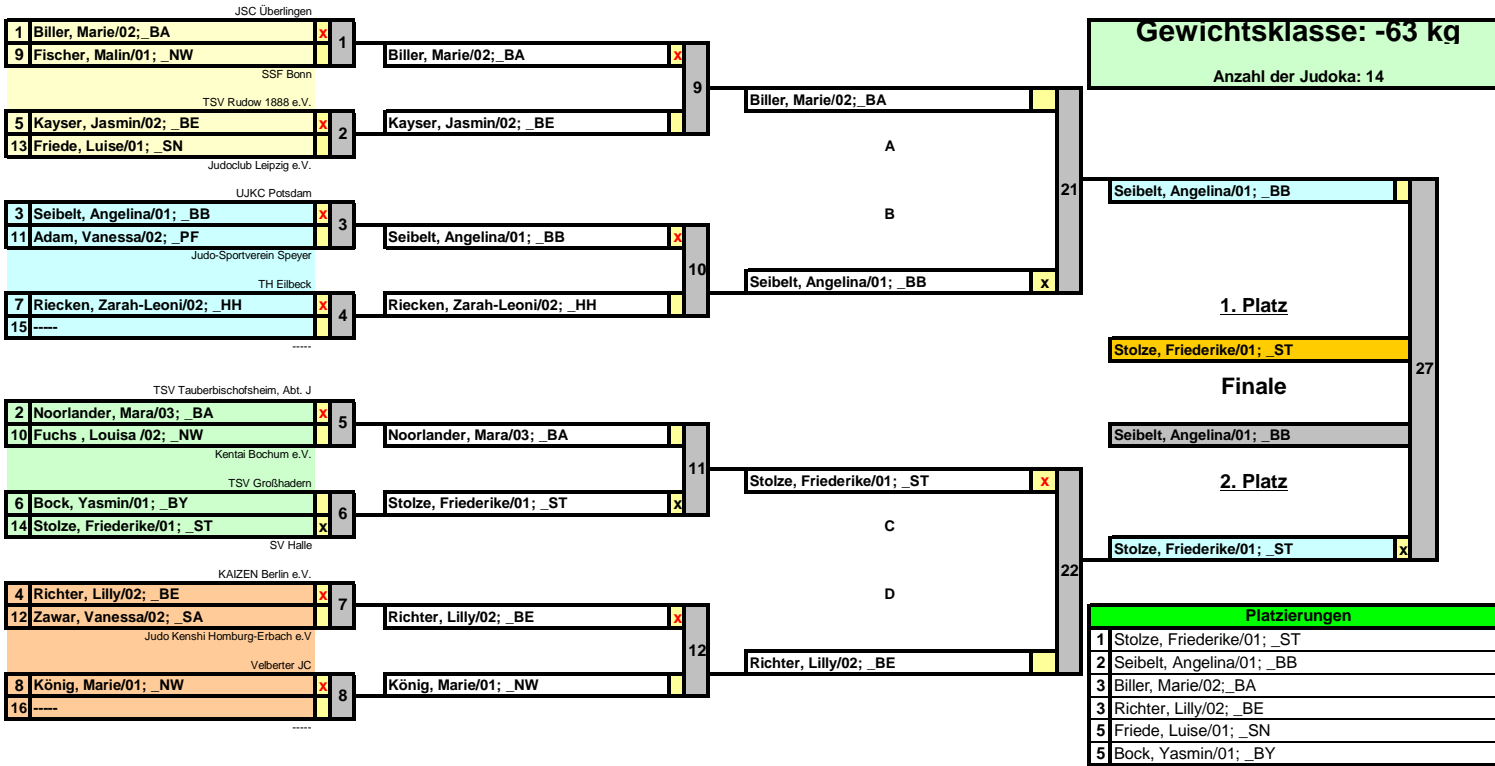 JSC Überlingen
1 Biller, Marie/02;_BA x
9 Fischer, Malin/01; _NW
1
SSF Bonn
TSV Rudow 1888 e.V.
5 Kayser, Jasmin/02; _BE x
13 Friede, Luise/01; _SN
2
Judoclub Leipzig e.V.
UJKC Potsdam
3 Seibelt, Angelina/01; _BB x
11 Adam, Vanessa/02; _PF
3
Judo-Sportverein Speyer
TH Eilbeck
7 Riecken, Zarah-Leoni/02; _HH x
15 -----
4
-----
TSV Tauberbischofsheim, Abt. J
2 Noorlander, Mara/03; _BA x
10 Fuchs , Louisa /02; _NW
5
Kentai Bochum e.V.
TSV Großhadern
6 Bock, Yasmin/01; _BY
14 Stolze, Friederike/01; _ST x
6
SV Halle
KAIZEN Berlin e.V.
4 Richter, Lilly/02; _BE x
12 Zawar, Vanessa/02; _SA
7
Judo Kenshi Homburg-Erbach e.V
Velberter JC
8 König, Marie/01; _NW x
16 -----
8
-----
Biller, Marie/02;_BA x
9
Kayser, Jasmin/02; _BE
Seibelt, Angelina/01; _BB x
10
Riecken, Zarah-Leoni/02; _HH
Noorlander, Mara/03; _BA
11
Stolze, Friederike/01; _ST x
Richter, Lilly/02; _BE x
12
König, Marie/01; _NW
Biller, Marie/02;_BA
A
21
B
Seibelt, Angelina/01; _BB x
Stolze, Friederike/01; _ST x
C
22
D
Richter, Lilly/02; _BE
Gewichtsklasse: -63 kg
Anzahl der Judoka: 14
Seibelt, Angelina/01; _BB
1. Platz
Stolze, Friederike/01; _ST
27
Finale
Seibelt, Angelina/01; _BB
2. Platz
Stolze, Friederike/01; _ST x
Platzierungen
1 Stolze, Friederike/01; _ST
2 Seibelt, Angelina/01; _BB
3 Biller, Marie/02;_BA
3 Richter, Lilly/02; _BE
5 Friede, Luise/01; _SN
5 Bock, Yasmin/01; _BY